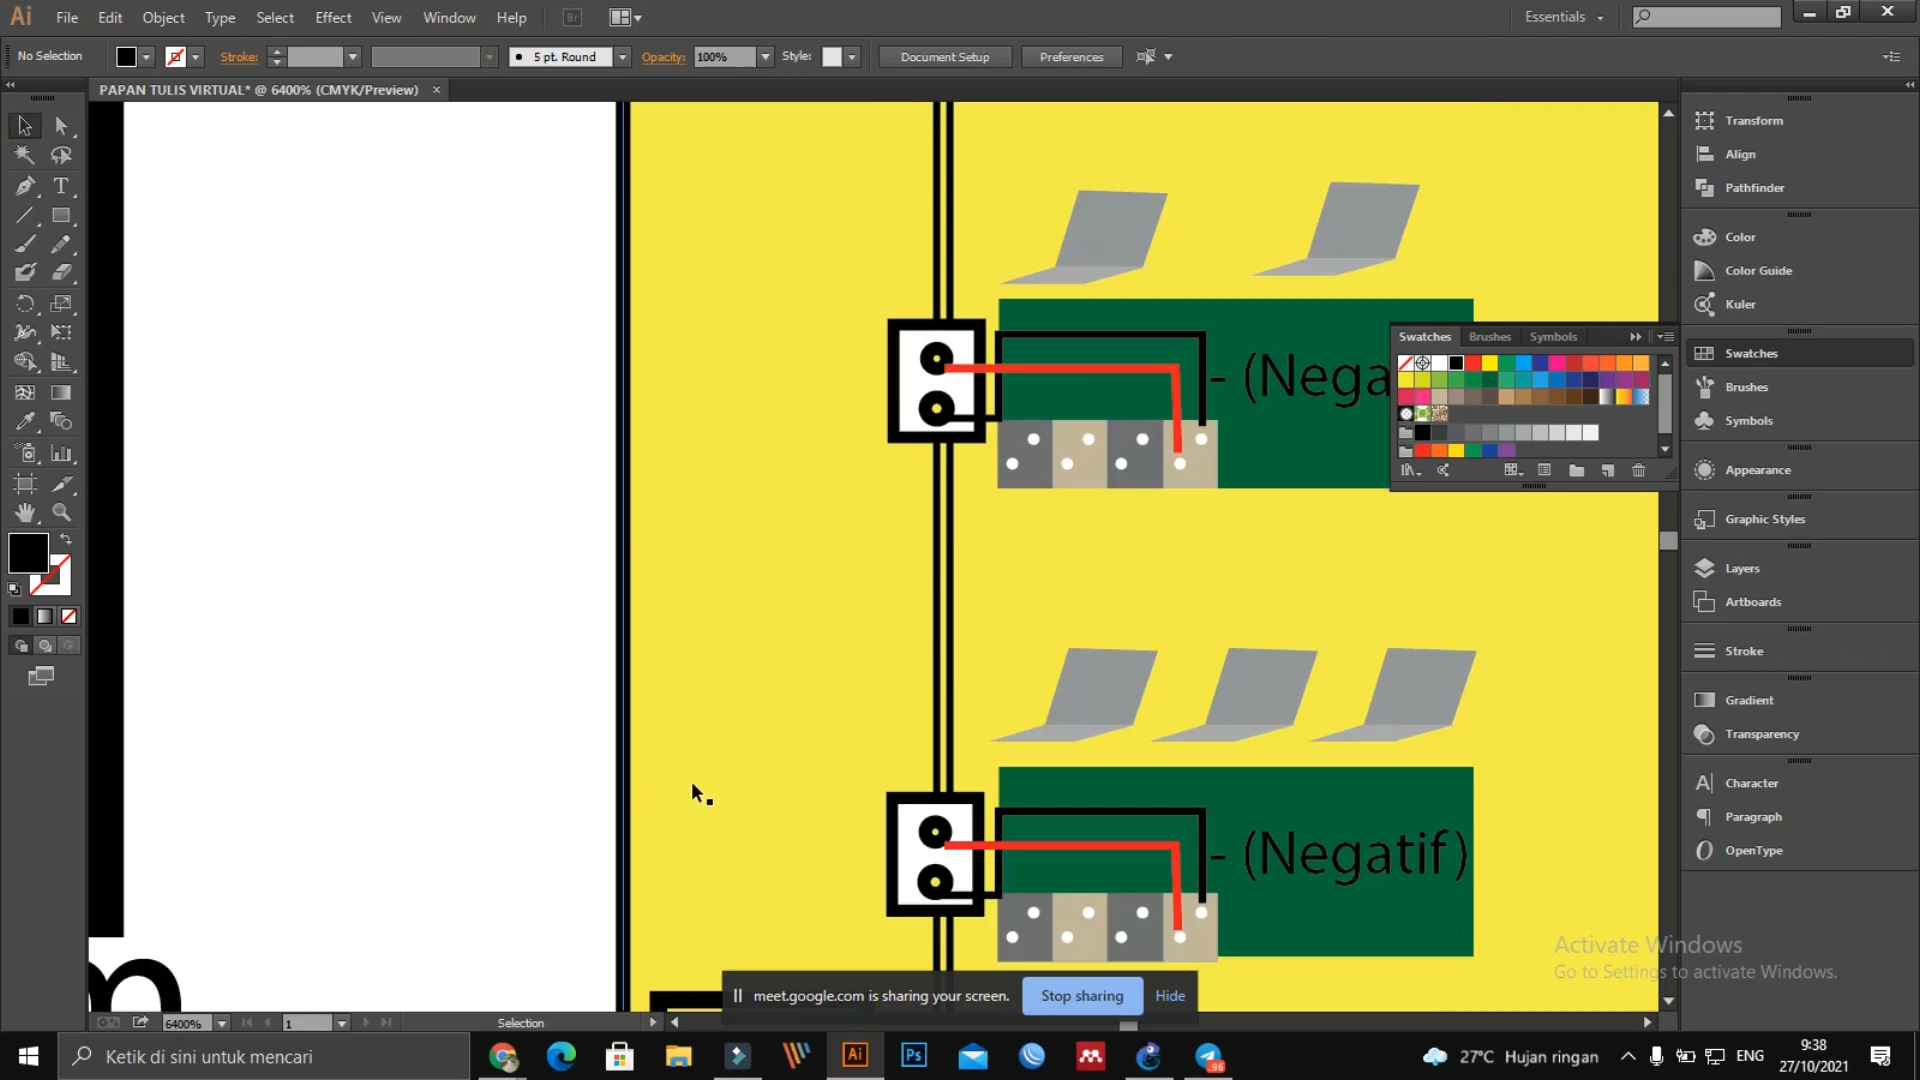 Ai File Edit Object Type Select Effect View Window Help Br Essentials
No Selection Stroke: 5 pt. Round Opacity: 100% Style: Document Setup Preferences
PAPAN TULIS VIRTUAL* @ 6400% (CMYK/Preview) ×
Transform
Align
Pathfinder
Color
Color Guide
Kuler
Swatches Brushes Symbols
Swatches
Brushes
Symbols
Appearance
Graphic Styles
Layers
Artboards
Stroke
Gradient
Transparency
Character
Paragraph
OpenType
- (Nega
- (Negatif)
m
Activate Windows
Go to Settings to activate Windows.
meet.google.com is sharing your screen. Stop sharing Hide
6400% 1 Selection
Ketik di sini untuk mencari Ai Ps 96 27°C Hujan ringan ENG 9:38
27/10/2021